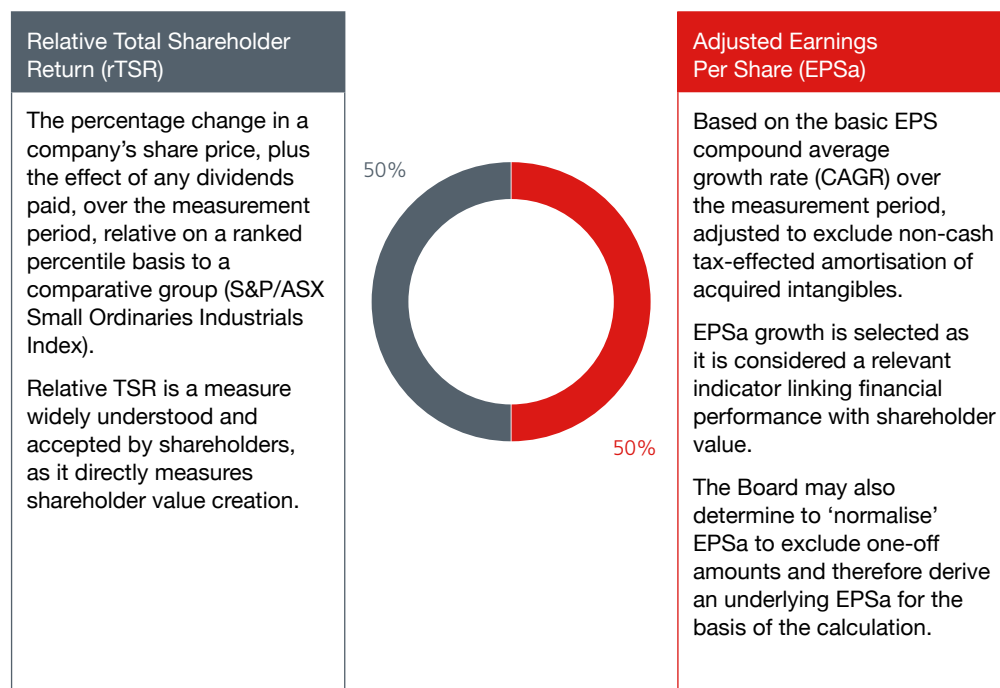 Relative Total Shareholder
Return (rTSR)
The percentage change in a
company’s share price, plus
the effect of any dividends
paid, over the measurement
period, relative on a ranked
percentile basis to a
comparative group (S&P/ASX
Small Ordinaries Industrials
Index).
Relative TSR is a measure
widely understood and
accepted by shareholders,
as it directly measures
shareholder value creation.
50%
50%
Adjusted Earnings
Per Share (EPSa)
Based on the basic EPS
compound average
growth rate (CAGR) over
the measurement period,
adjusted to exclude non-cash
tax-effected amortisation of
acquired intangibles.
EPSa growth is selected as
it is considered a relevant
indicator linking financial
performance with shareholder
value.
The Board may also
determine to ‘normalise’
EPSa to exclude one-off
amounts and therefore derive
an underlying EPSa for the
basis of the calculation.